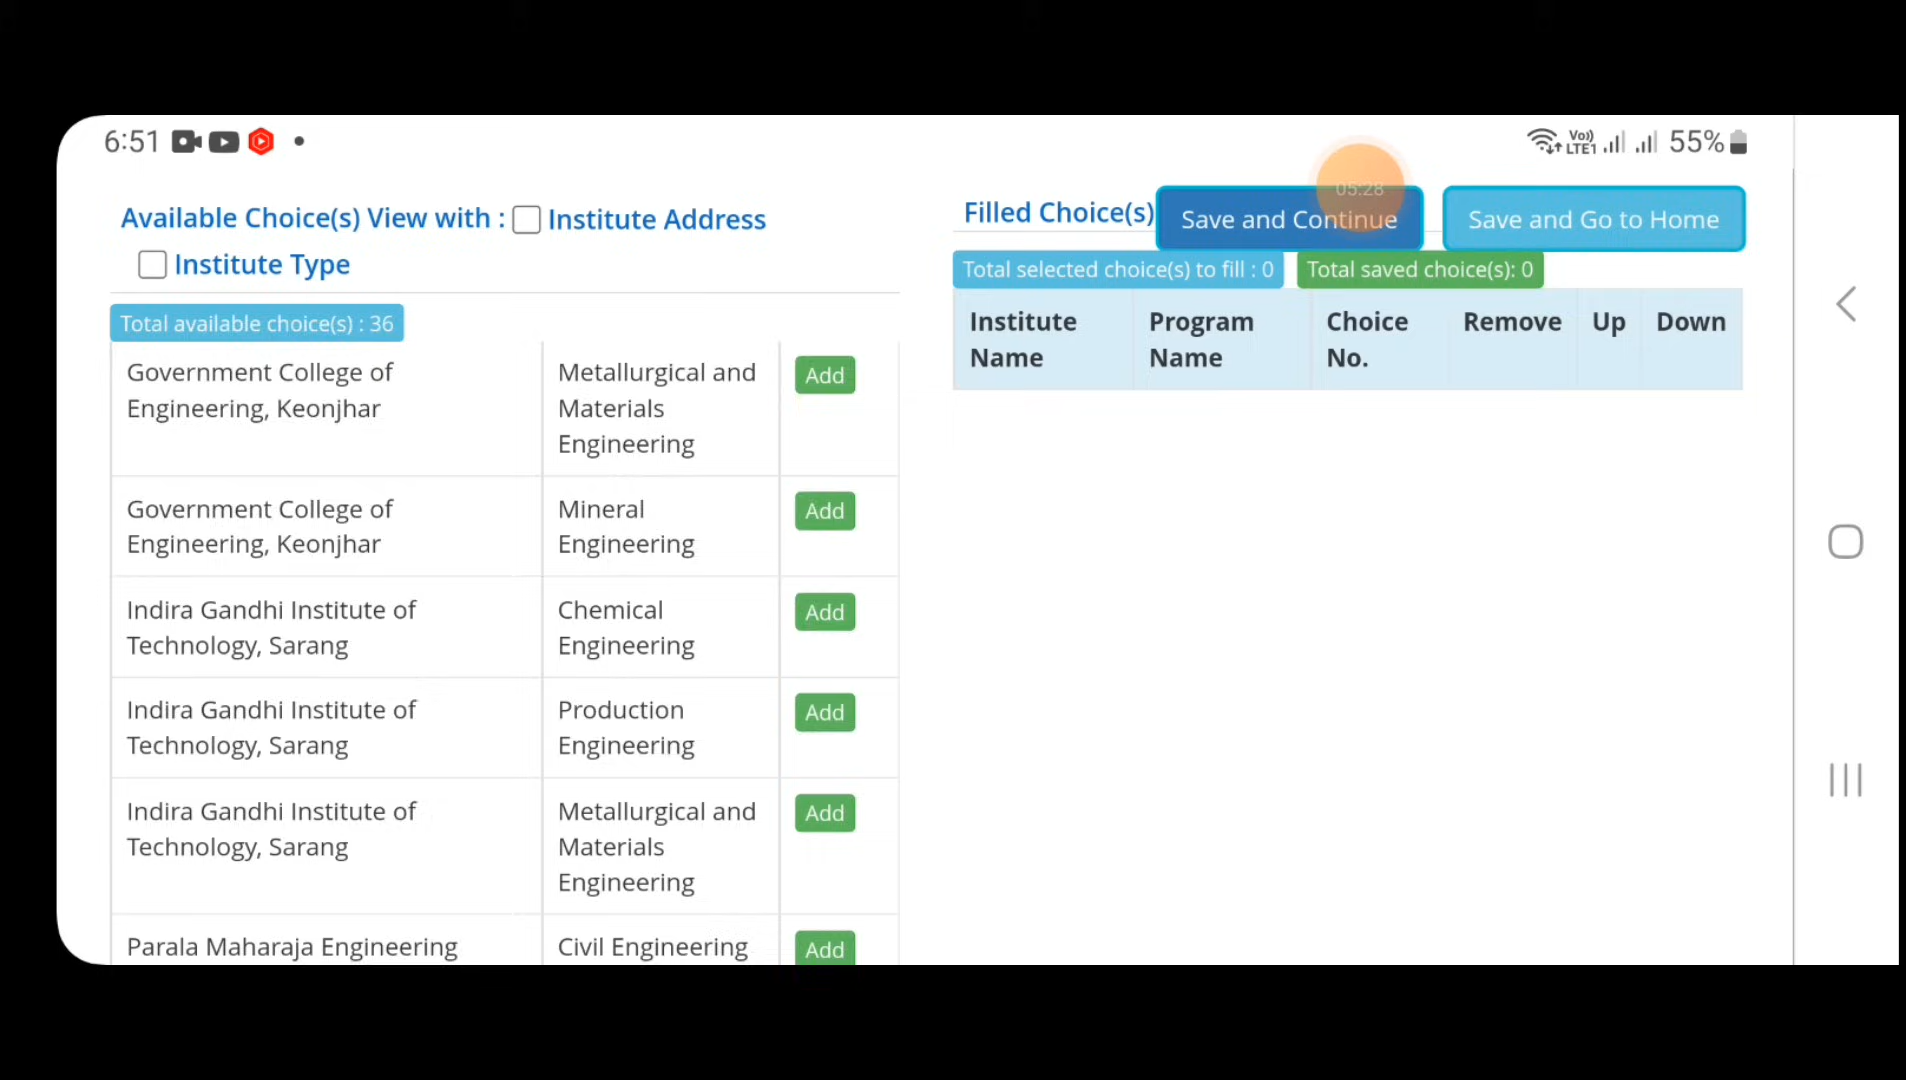 6:51
Vo))
LTE1
55%
Available Choice(s) View with : Institute Address
Institute Type
Total available choice(s) : 36
Government College of
Engineering, Keonjhar
Metallurgical and
Materials
Engineering
Add
Government College of
Engineering, Keonjhar
Mineral
Engineering
Add
Indira Gandhi Institute of
Technology, Sarang
Chemical
Engineering
Add
Indira Gandhi Institute of
Technology, Sarang
Production
Engineering
Add
Indira Gandhi Institute of
Technology, Sarang
Metallurgical and
Materials
Engineering
Add
Parala Maharaja Engineering
Civil Engineering
Add
Filled Choice(s)
05:28
Save and Continue
Save and Go to Home
Total selected choice(s) to fill : 0
Total saved choice(s): 0
Institute
Name
Program
Name
Choice
No.
Remove
Up
Down